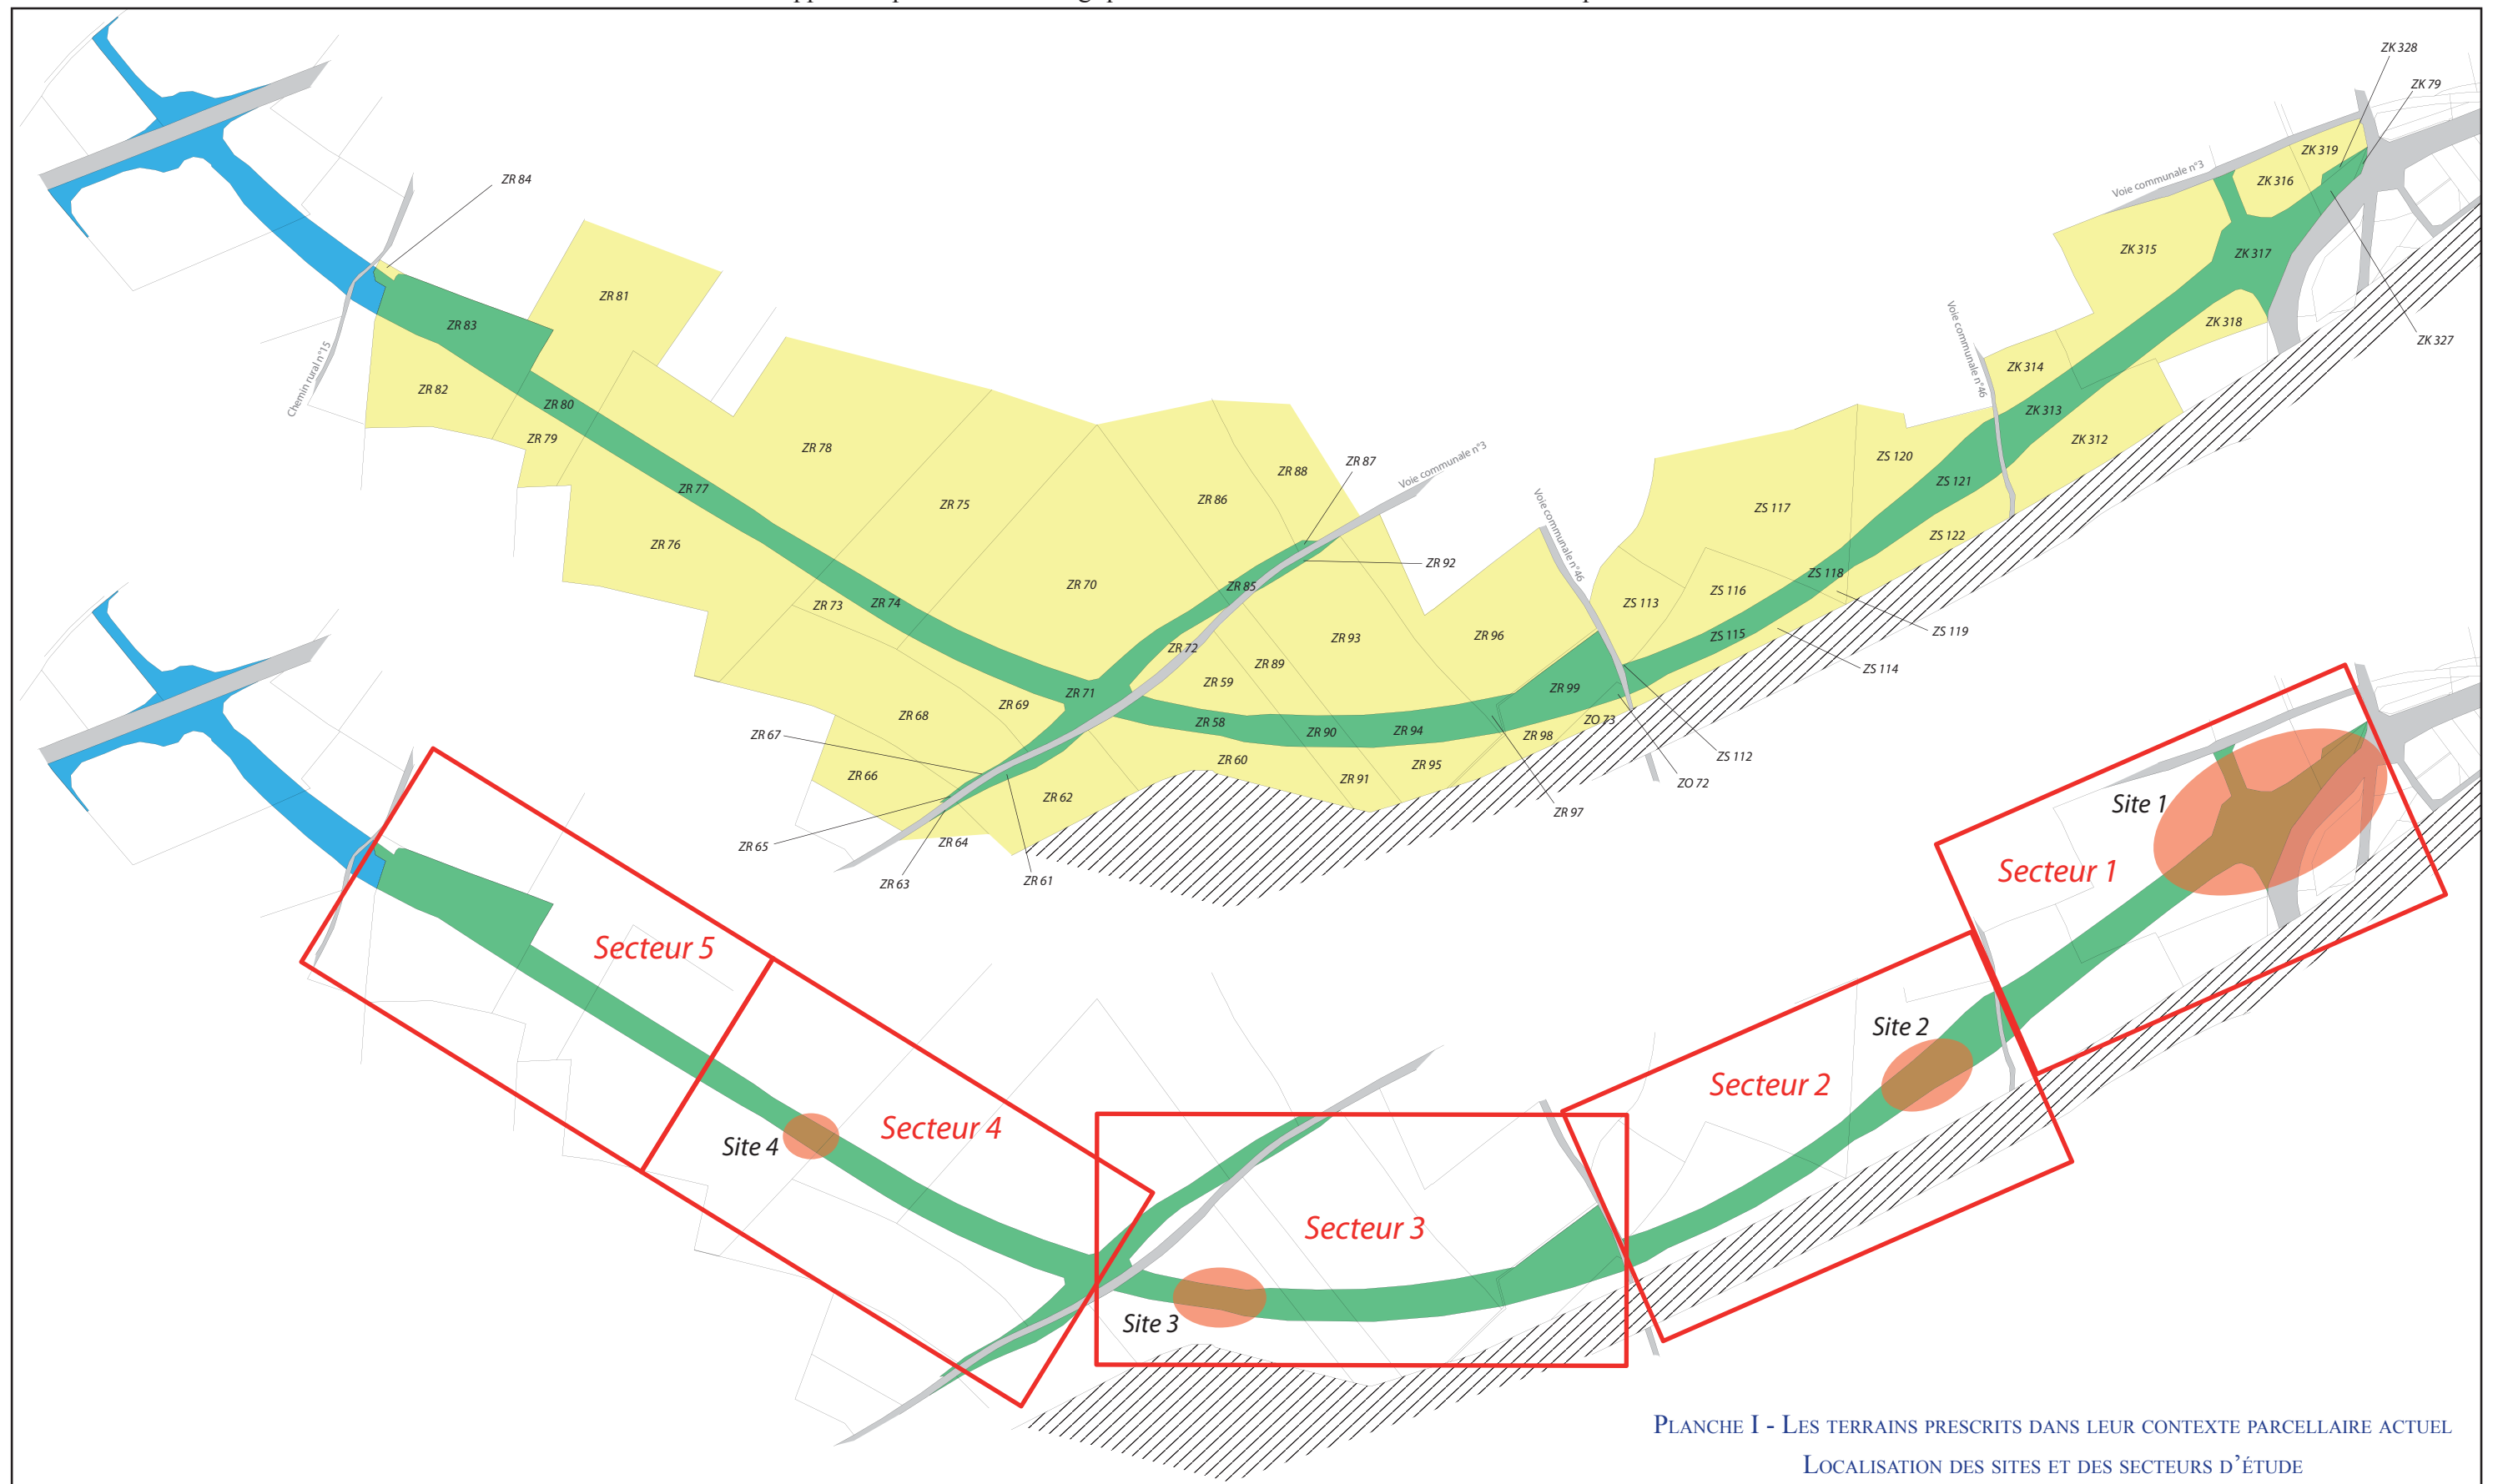 ZK 328
ZK 79
ZK 319
Voie communale n°3
ZK 316
ZR 84
ZK 315
ZK 317
ZR 81
ZR 83
ZK 318
Voie communale n°46
ZK 327
Chemin rural n°15
ZK 314
ZR 82
ZR 80
ZK 313
ZR 79
ZK 312
ZR 78
Voie communale n°3
ZR 87
ZR 88
ZS 120
ZR 77
ZS 121
ZR 86
ZR 75
ZS 117
Voie communale n°46
ZS 122
ZR 76
ZR 92
ZS 118
ZR 70
ZR 85
ZS 116
ZR 73
ZR 74
ZS 113
ZS 119
ZR 93
ZR 96
ZS 115
ZR 72
ZR 89
ZS 114
ZR 59
ZR 71
ZR 99
ZR 69
ZR 68
ZR 58
ZO 73
ZR 67
ZR 90
ZR 94
ZR 98
ZS 112
ZR 60
ZR 95
ZR 66
ZR 91
ZO 72
ZR 62
ZR 97
ZR 65
ZR 64
ZR 63
ZR 61
Site 1
Secteur 1
Secteur 5
Site 2
Secteur 2
Secteur 4
Site 4
Secteur 3
Site 3
Planche I - Les terrains prescrits dans leur contexte parcellaire actuel
Localisation des sites et des secteurs d’étude